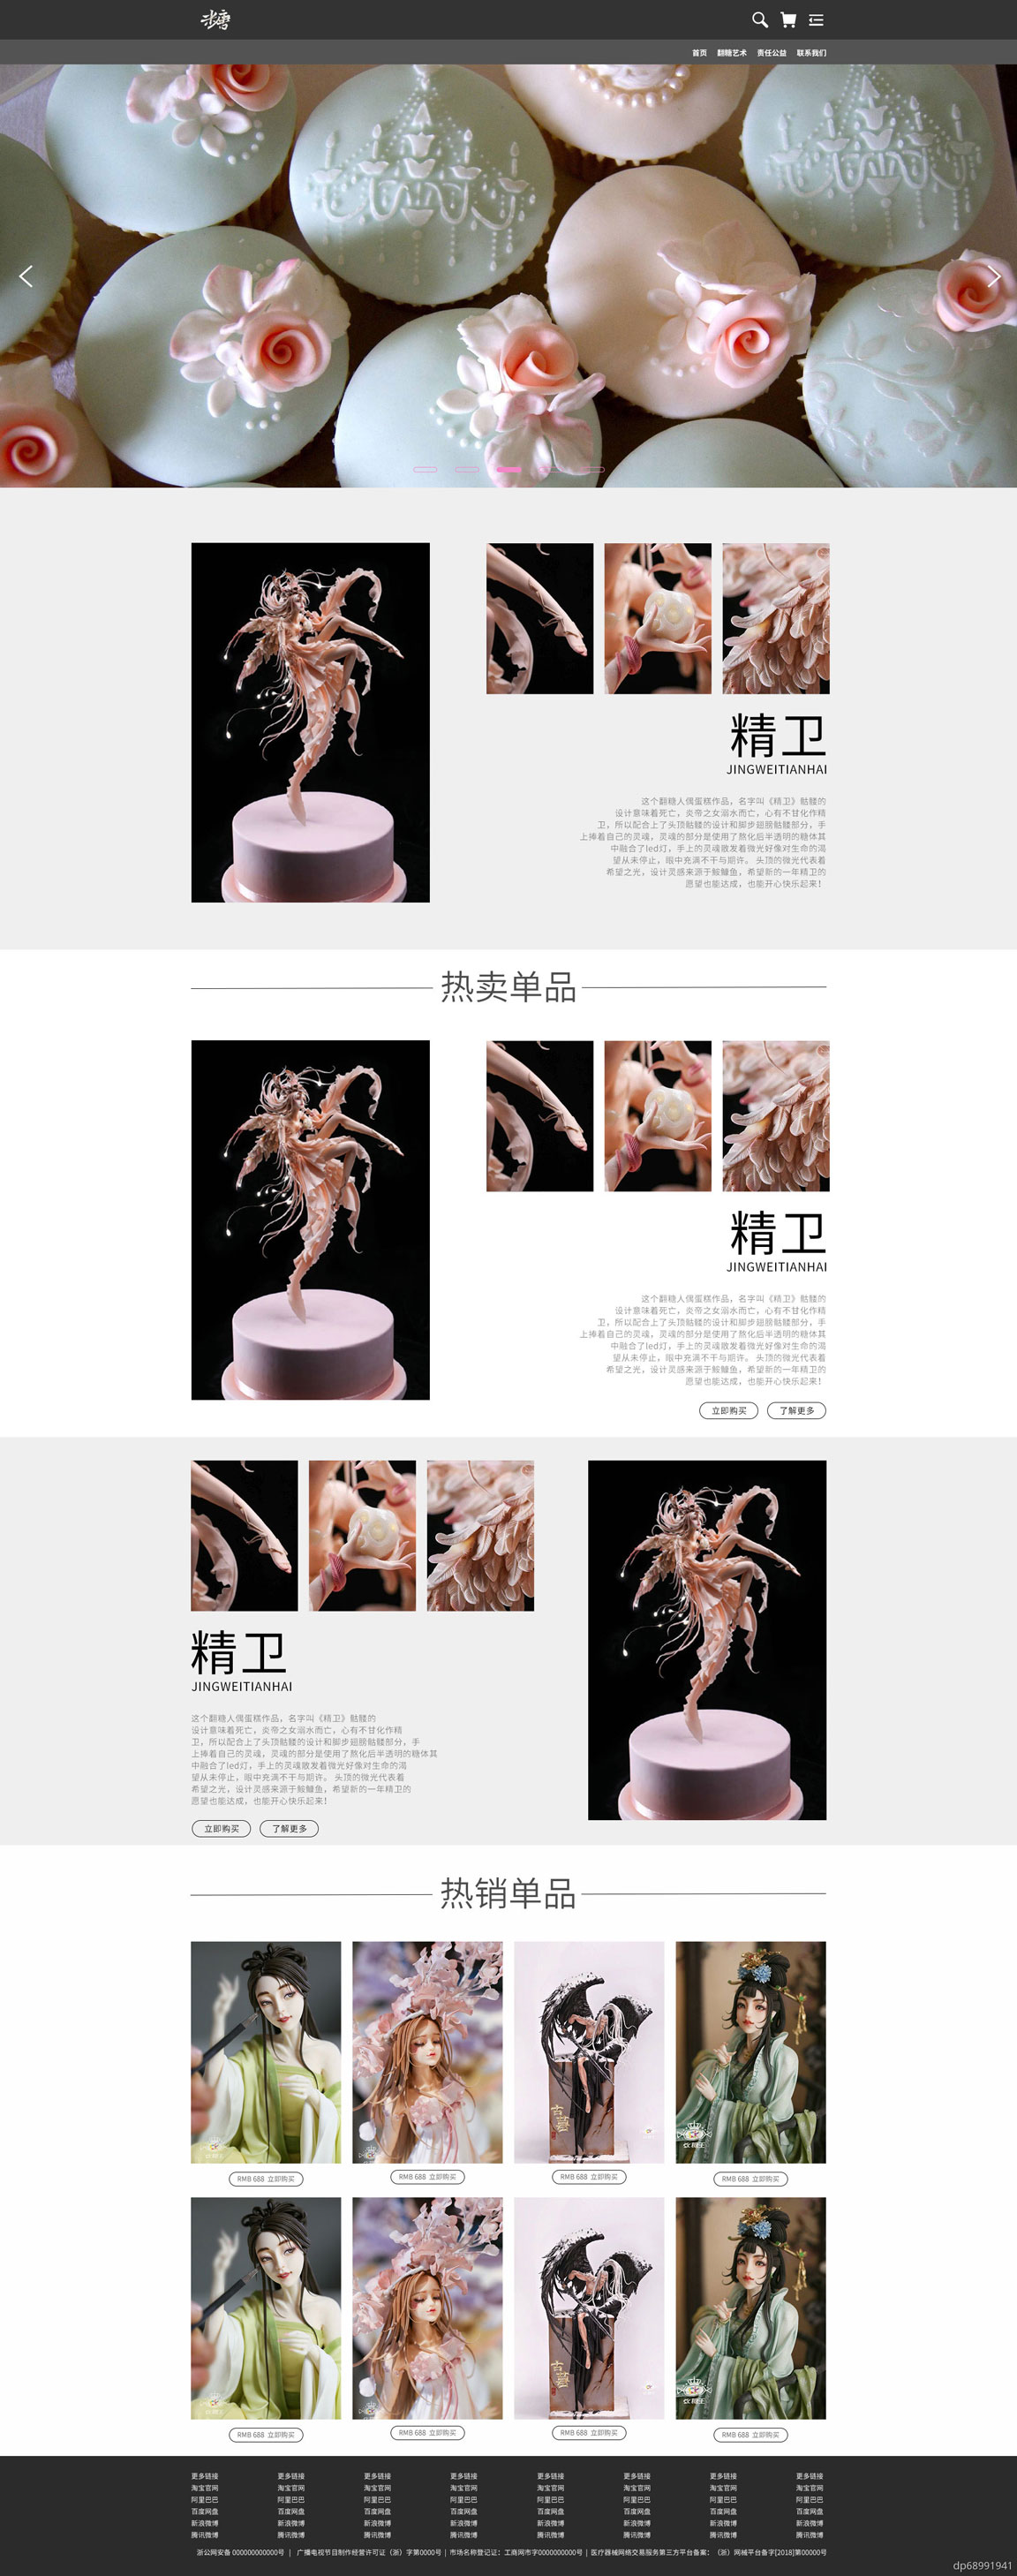 首页 翻糖艺术 责任公益 联系我们
精卫
JINGWEITIANHAI
这个翻糖人偶蛋糕作品，名字叫《精卫》骷髅的
设计意味着死亡，炎帝之女溺水而亡，心有不甘化作精
卫，所以配合上了头顶骷髅的设计和脚步翅膀骷髅部分，手
上捧着自己的灵魂，灵魂的部分是使用了熬化后半透明的糖体其
中融合了led灯，手上的灵魂散发着微光好像对生命的渴
望从未停止，眼中充满不干与期许。 头顶的微光代表着
希望之光，设计灵感来源于鮟鱇鱼，希望新的一年精卫的
愿望也能达成，也能开心快乐起来！
热卖单品
精卫
JINGWEITIANHAI
这个翻糖人偶蛋糕作品，名字叫《精卫》骷髅的
设计意味着死亡，炎帝之女溺水而亡，心有不甘化作精
卫，所以配合上了头顶骷髅的设计和脚步翅膀骷髅部分，手
上捧着自己的灵魂，灵魂的部分是使用了熬化后半透明的糖体其
中融合了led灯，手上的灵魂散发着微光好像对生命的渴
望从未停止，眼中充满不干与期许。 头顶的微光代表着
希望之光，设计灵感来源于鮟鱇鱼，希望新的一年精卫的
愿望也能达成，也能开心快乐起来！
立即购买 了解更多
精卫
JINGWEITIANHAI
这个翻糖人偶蛋糕作品，名字叫《精卫》骷髅的
设计意味着死亡，炎帝之女溺水而亡，心有不甘化作精
卫，所以配合上了头顶骷髅的设计和脚步翅膀骷髅部分，手
上捧着自己的灵魂，灵魂的部分是使用了熬化后半透明的糖体其
中融合了led灯，手上的灵魂散发着微光好像对生命的渴
望从未停止，眼中充满不干与期许。 头顶的微光代表着
希望之光，设计灵感来源于鮟鱇鱼，希望新的一年精卫的
愿望也能达成，也能开心快乐起来！
立即购买 了解更多
热销单品
RMB 688 立即购买 RMB 688 立即购买 RMB 688 立即购买 RMB 688 立即购买
RMB 688 立即购买 RMB 688 立即购买 RMB 688 立即购买 RMB 688 立即购买
更多链接 更多链接 更多链接 更多链接 更多链接 更多链接 更多链接 更多链接
淘宝官网 淘宝官网 淘宝官网 淘宝官网 淘宝官网 淘宝官网 淘宝官网 淘宝官网
阿里巴巴 阿里巴巴 阿里巴巴 阿里巴巴 阿里巴巴 阿里巴巴 阿里巴巴 阿里巴巴
百度网盘 百度网盘 百度网盘 百度网盘 百度网盘 百度网盘 百度网盘 百度网盘
新浪微博 新浪微博 新浪微博 新浪微博 新浪微博 新浪微博 新浪微博 新浪微博
腾讯微博 腾讯微博 腾讯微博 腾讯微博 腾讯微博 腾讯微博 腾讯微博 腾讯微博
浙公网安备 000000000000号 | 广播电视节目制作经营许可证（浙）字第0000号 | 市场名称登记证：工商网市字0000000000号 | 医疗器械网络交易服务第三方平台备案：（浙）网械平台备字[2018]第00000号
dp68991941